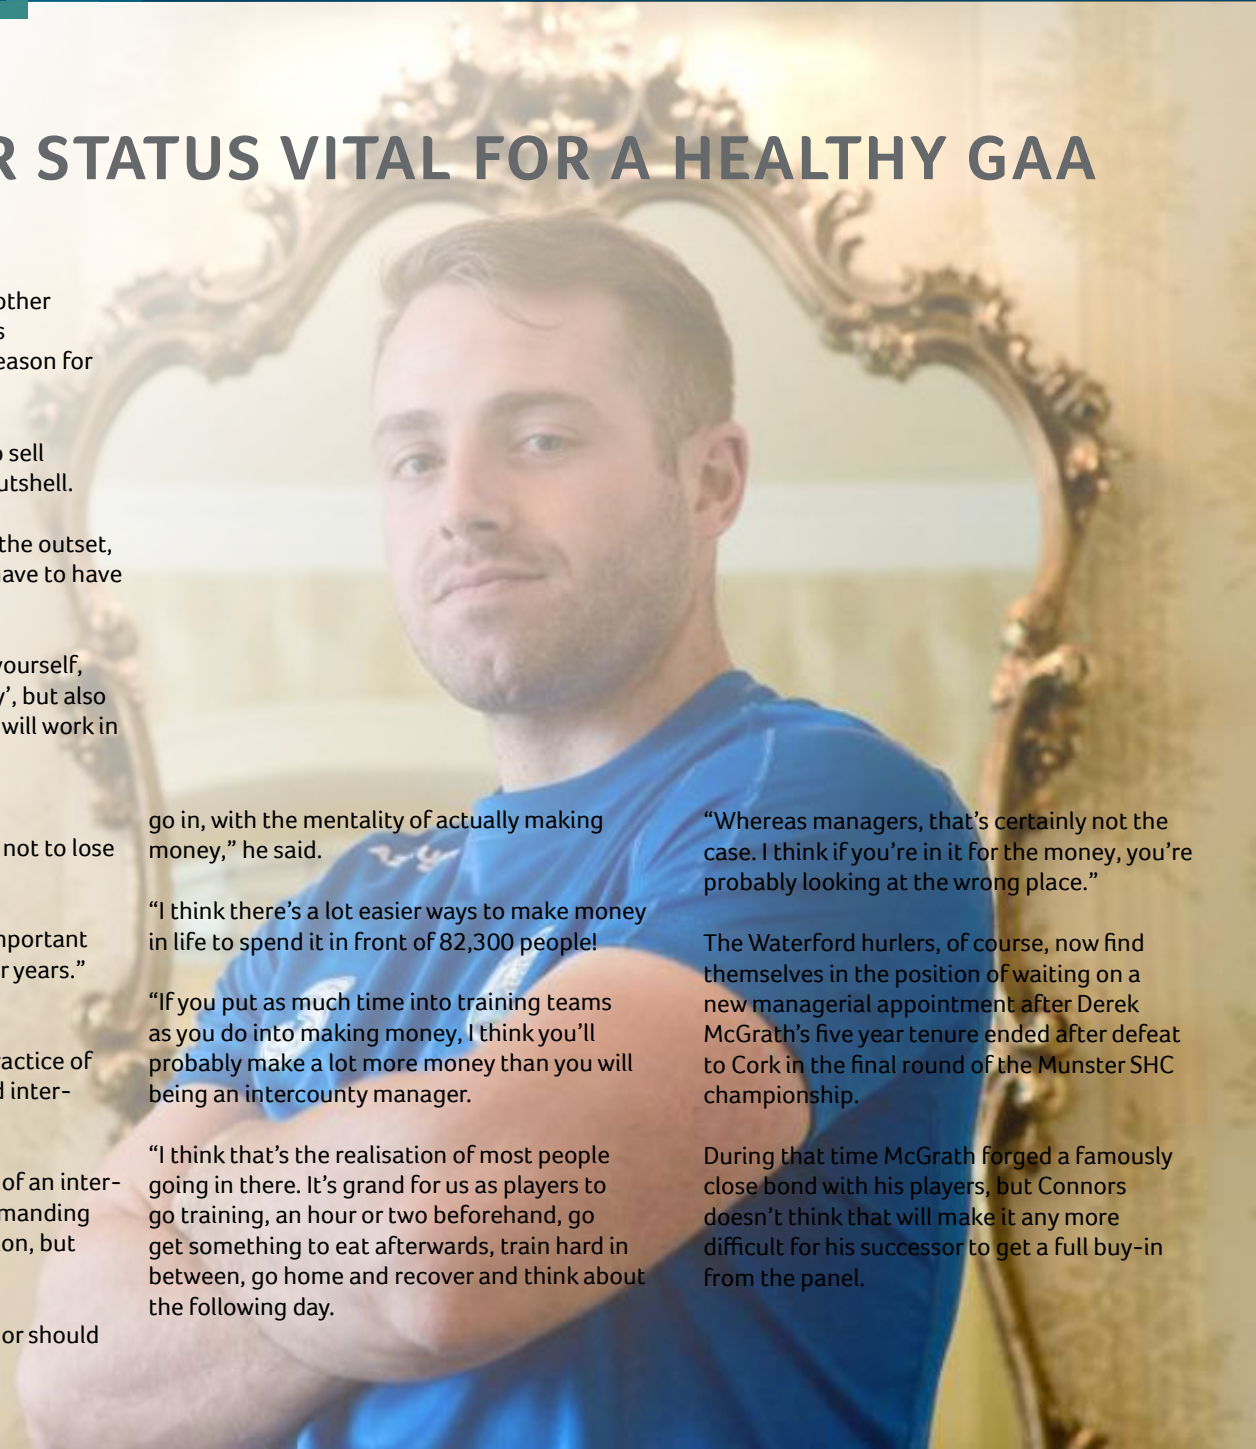 R STATUS VITAL FOR A HEALTHY GAA
other
s
eason for
o sell
utshell.
the outset,
ave to have
yourself,
y’, but also
will work in
not to lose
mportant
r years.”
ractice of
d inter-
of an inter-
manding
on, but
or should
go in, with the mentality of actually making
money,” he said.
“I think there’s a lot easier ways to make money
in life to spend it in front of 82,300 people!
“If you put as much time into training teams
as you do into making money, I think you’ll
probably make a lot more money than you will
being an intercounty manager.
“I think that’s the realisation of most people
going in there. It’s grand for us as players to
go training, an hour or two beforehand, go
get something to eat afterwards, train hard in
between, go home and recover and think about
the following day.
“Whereas managers, that’s certainly not the
case. I think if you’re in it for the money, you’re
probably looking at the wrong place.”
The Waterford hurlers, of course, now find
themselves in the position of waiting on a
new managerial appointment after Derek
McGrath’s five year tenure ended after defeat
to Cork in the final round of the Munster SHC
championship.
During that time McGrath forged a famously
close bond with his players, but Connors
doesn’t think that will make it any more
difficult for his successor to get a full buy-in
from the panel.